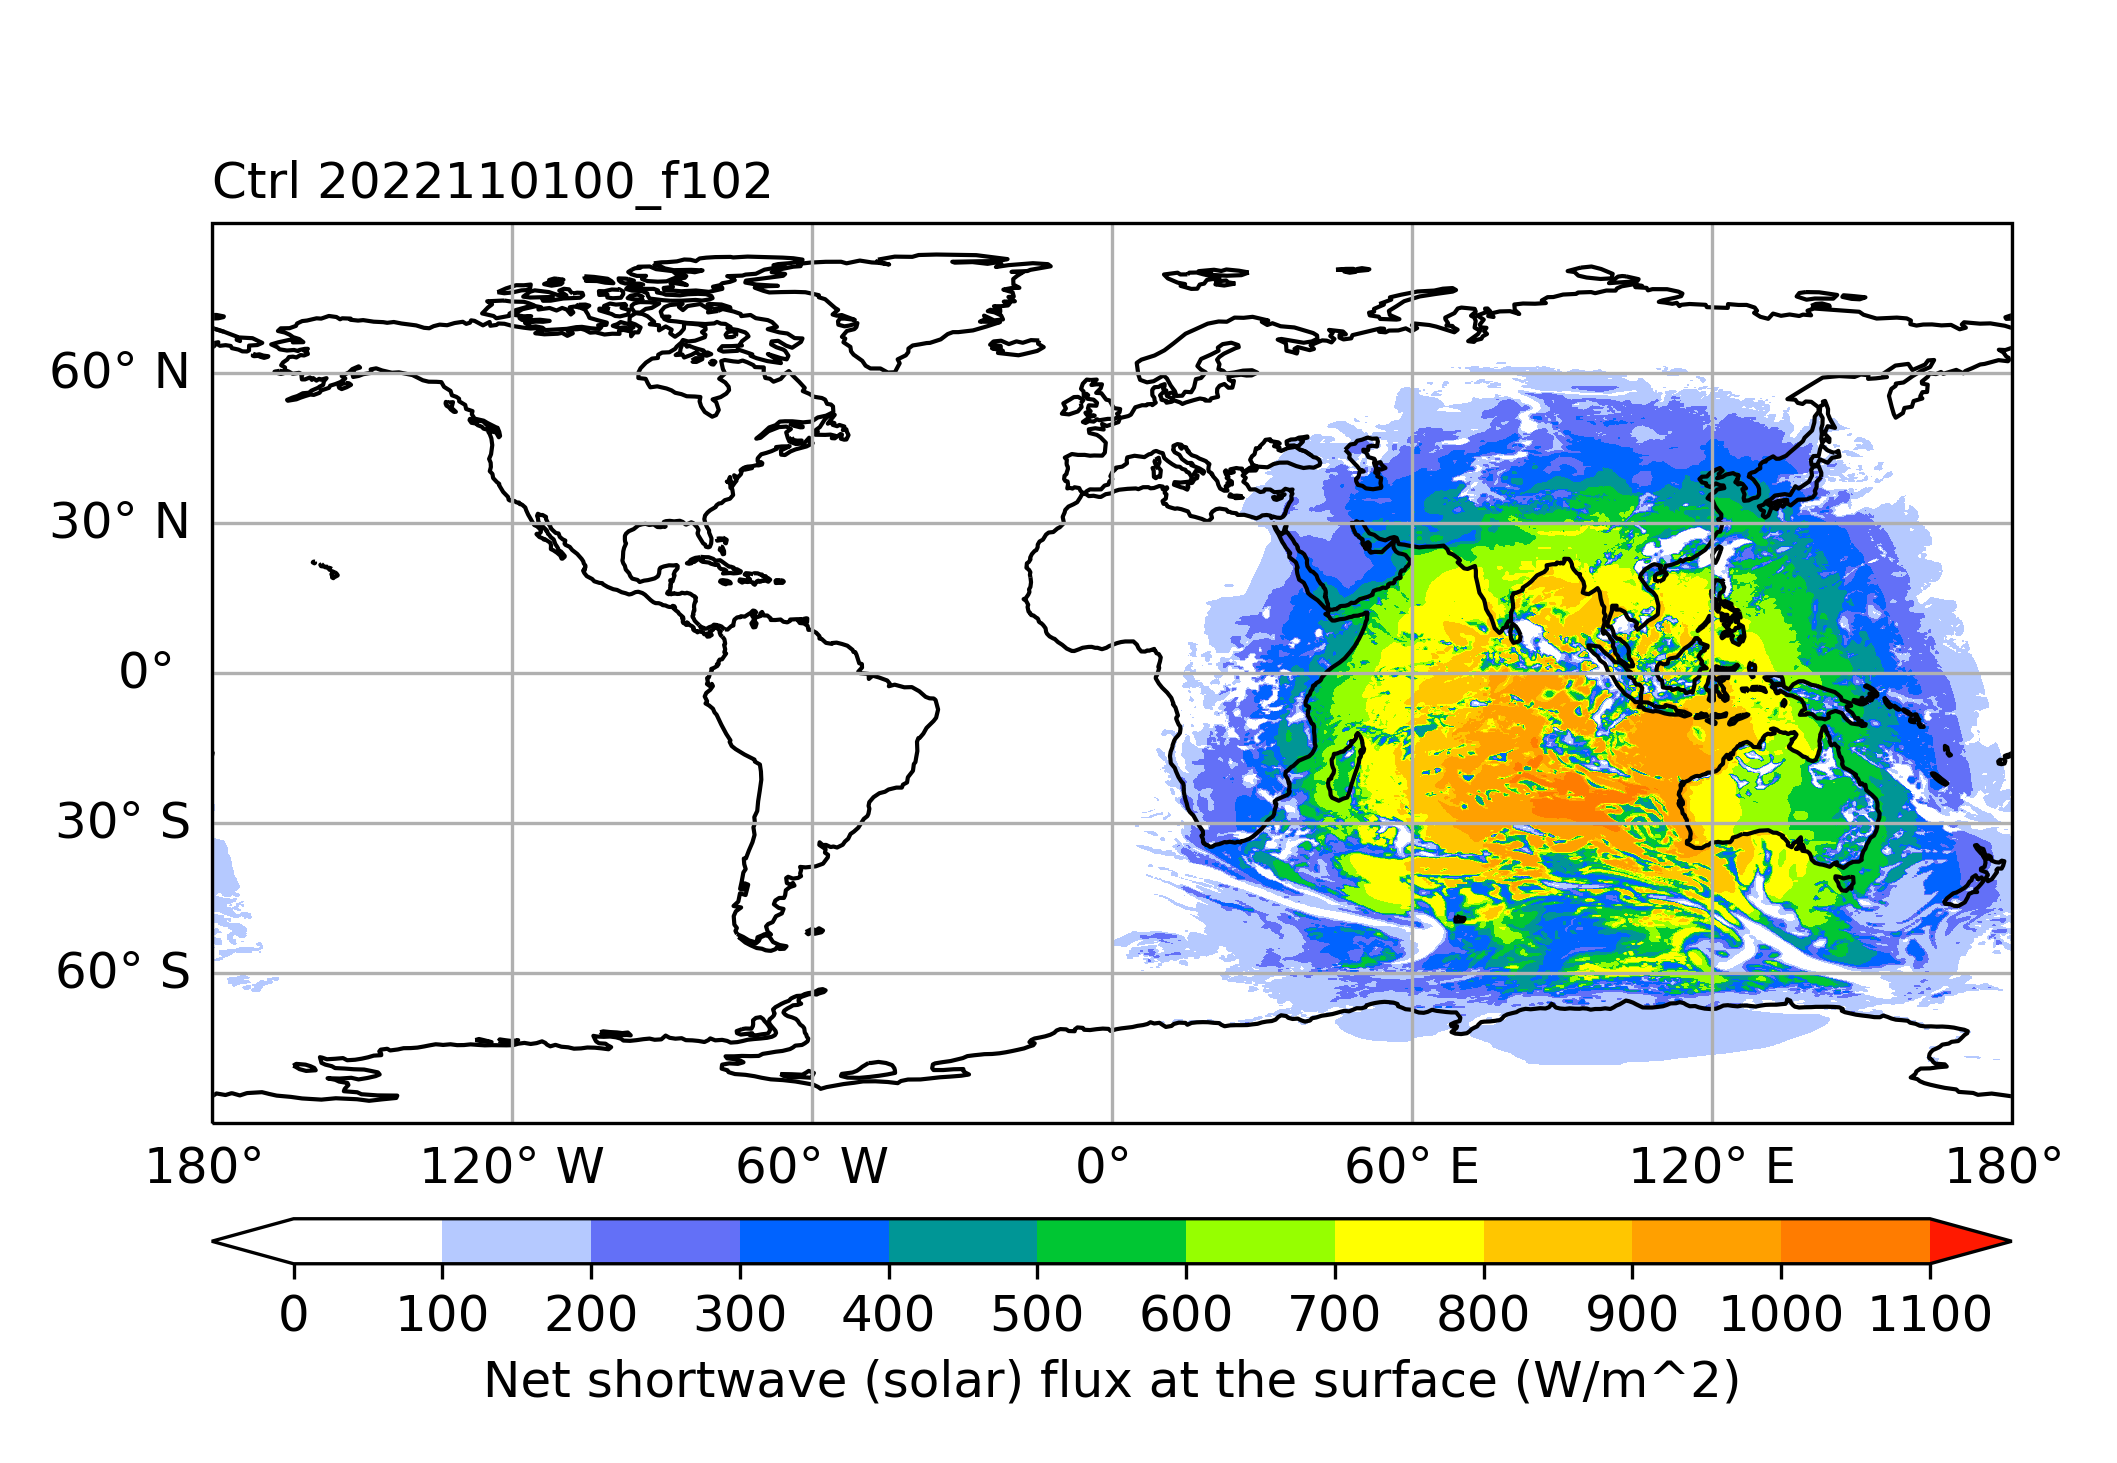 Ctrl 2022110100_f102
60° N
30° N
0°
30° S
60° S
180° 120° W 60° W 0° 60° E 120° E 180°
0 100 200 300 400 500 600 700 800 900 1000 1100
Net shortwave (solar) flux at the surface (W/m^2)